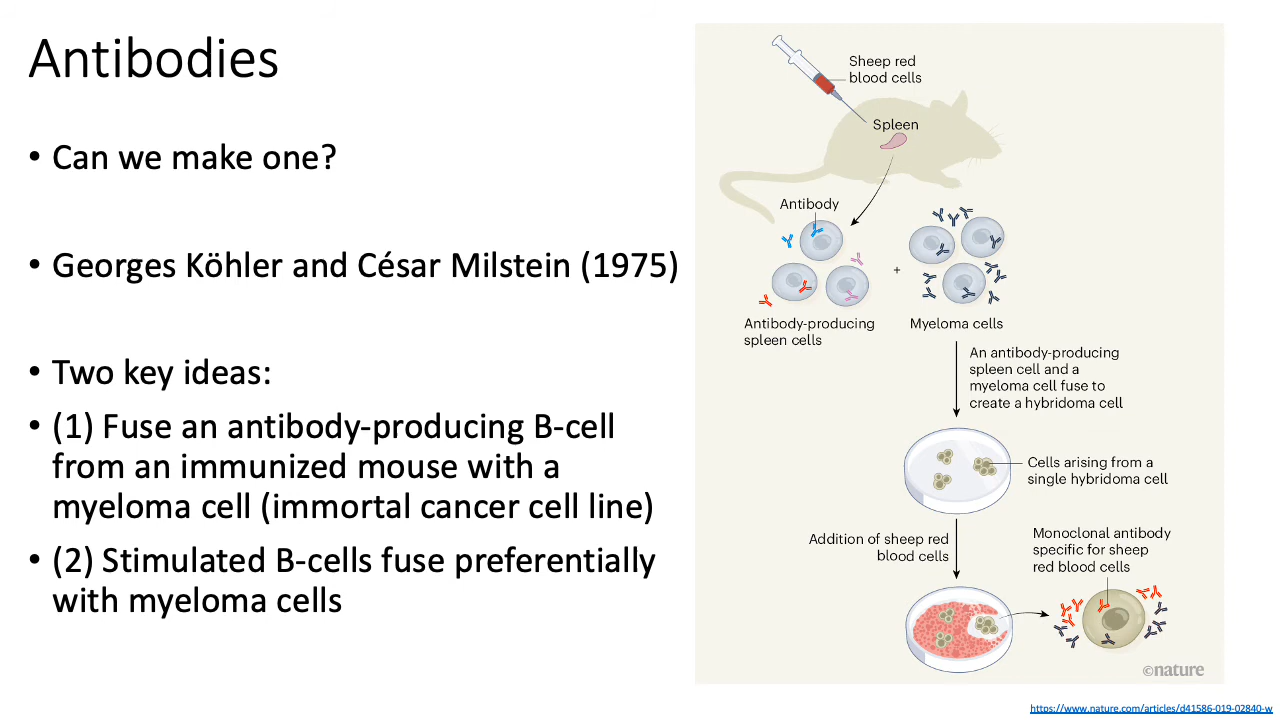 Antibodies
• Can we make one?
• Georges Köhler and César Milstein (1975)
• Two key ideas:
• (1) Fuse an antibody-producing B-cell
from an immunized mouse with a
myeloma cell (immortal cancer cell line)
• (2) Stimulated B-cells fuse preferentially
with myeloma cells
Sheep red
blood cells
Spleen
Antibody
+
Antibody-producing
spleen cells
Myeloma cells
An antibody-producing
spleen cell and a
myeloma cell fuse to
create a hybridoma cell
Cells arising from a
single hybridoma cell
Addition of sheep red
blood cells
Monoclonal antibody
specific for sheep
red blood cells
©nature
https://www.nature.com/articles/d41586-019-02840-w